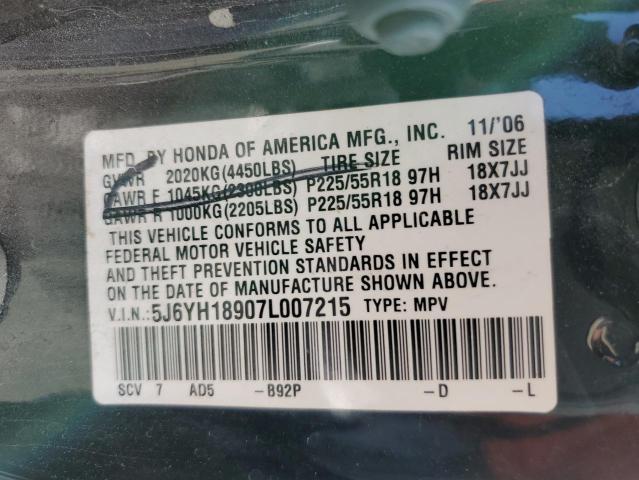 MFD. BY HONDA OF AMERICA MFG., INC. 11/'06
GVWR 2020KG(4450LBS) TIRE SIZE RIM SIZE
GAWR F 1045KG(2300LBS) P225/55R18 97H 18X7JJ
GAWR R 1000KG(2205LBS) P225/55R18 97H 18X7JJ
THIS VEHICLE CONFORMS TO ALL APPLICABLE
FEDERAL MOTOR VEHICLE SAFETY
AND THEFT PREVENTION STANDARDS IN EFFECT
ON THE DATE OF MANUFACTURE SHOWN ABOVE.
V.I.N.:5J6YH18907L007215 TYPE: MPV
SCV 7 AD5 -B92P -D -L